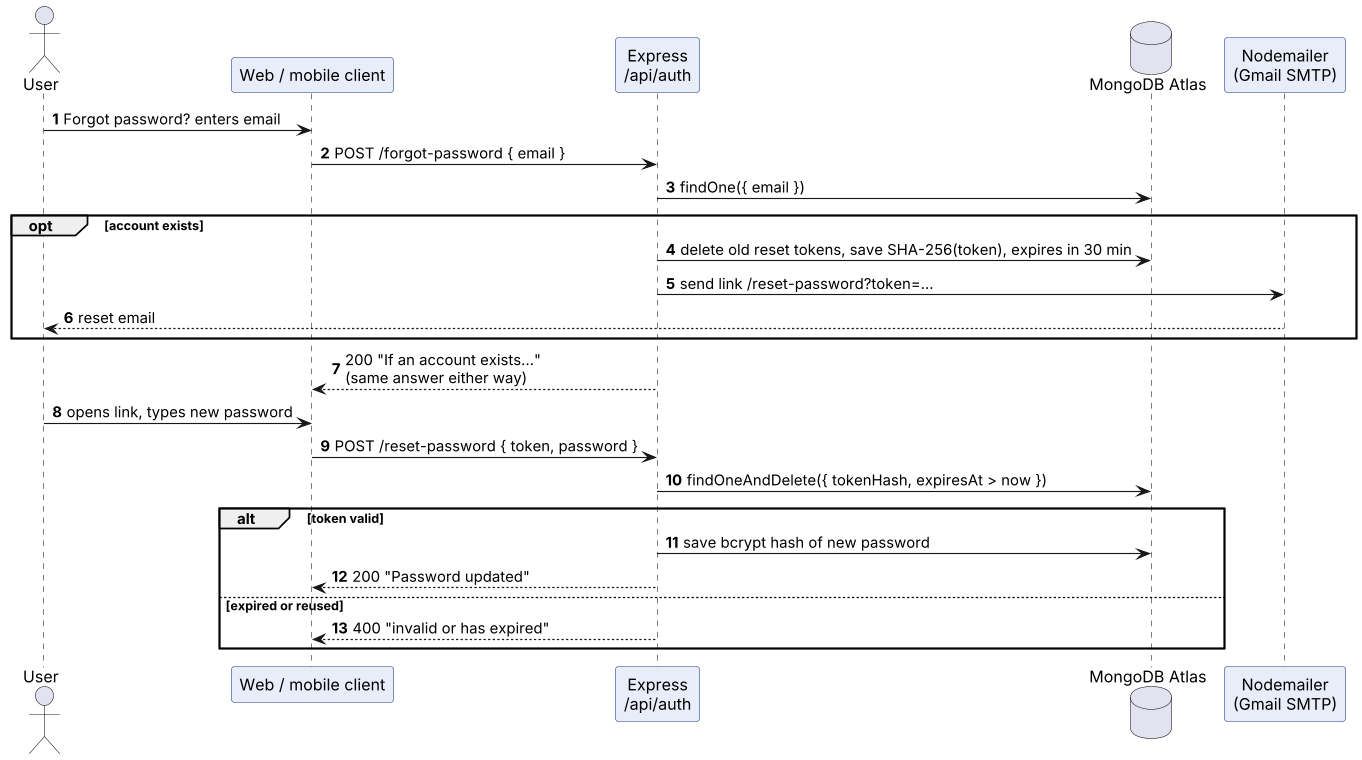 User
Web / mobile client
Express
/api/auth
MongoDB Atlas
Nodemailer
(Gmail SMTP)
1 Forgot password? enters email
2 POST /forgot-password { email }
3 findOne({ email })
opt [account exists]
4 delete old reset tokens, save SHA-256(token), expires in 30 min
5 send link /reset-password?token=...
6 reset email
7 200 "If an account exists..."
(same answer either way)
8 opens link, types new password
9 POST /reset-password { token, password }
10 findOneAndDelete({ tokenHash, expiresAt > now })
alt [token valid]
11 save bcrypt hash of new password
12 200 "Password updated"
[expired or reused]
13 400 "invalid or has expired"
User
Web / mobile client
Express
/api/auth
MongoDB Atlas
Nodemailer
(Gmail SMTP)